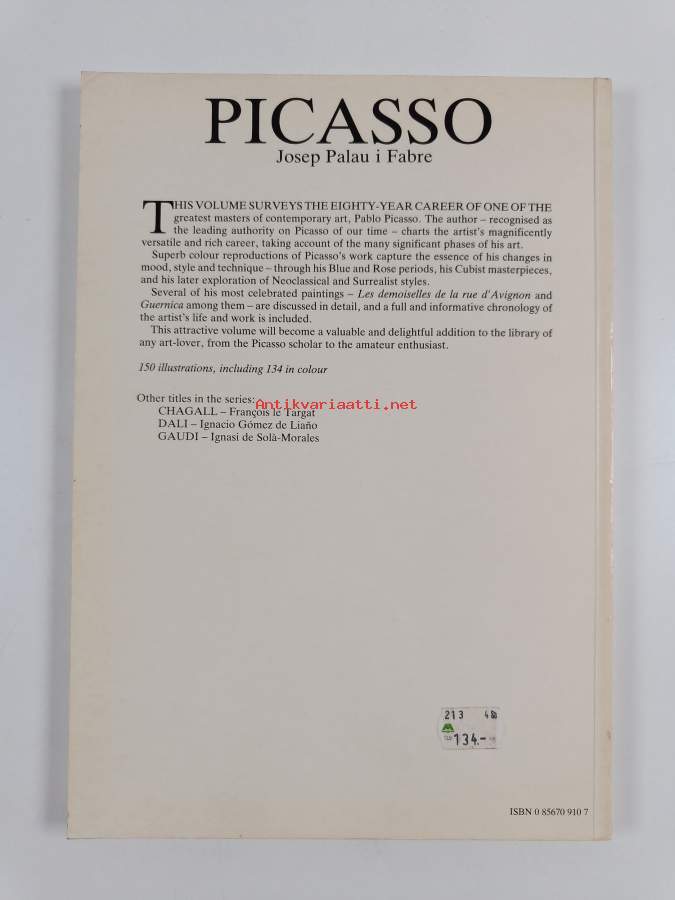 PICASSO
Josep Palau i Fabre
THIS VOLUME SURVEYS THE EIGHTY-YEAR CAREER OF ONE OF THE
greatest masters of contemporary art, Pablo Picasso. The author – recognised as
the leading authority on Picasso of our time – charts the artist's magnificently
versatile and rich career, taking account of the many significant phases of his art.
Superb colour reproductions of Picasso's work capture the essence of his changes in
mood, style and technique – through his Blue and Rose periods, his Cubist masterpieces,
and his later exploration of Neoclassical and Surrealist styles.
Several of his most celebrated paintings – Les demoiselles de la rue d'Avignon and
Guernica among them – are discussed in detail, and a full and informative chronology of
the artist's life and work is included.
This attractive volume will become a valuable and delightful addition to the library of
any art-lover, from the Picasso scholar to the amateur enthusiast.
150 illustrations, including 134 in colour
Other titles in the series:
Antikvariaatti.net
CHAGALL – François le Targat
DALI – Ignacio Gómez de Liaño
GAUDI – Ignasi de Solà-Morales
213
134.-
ISBN 0 85670 910 7